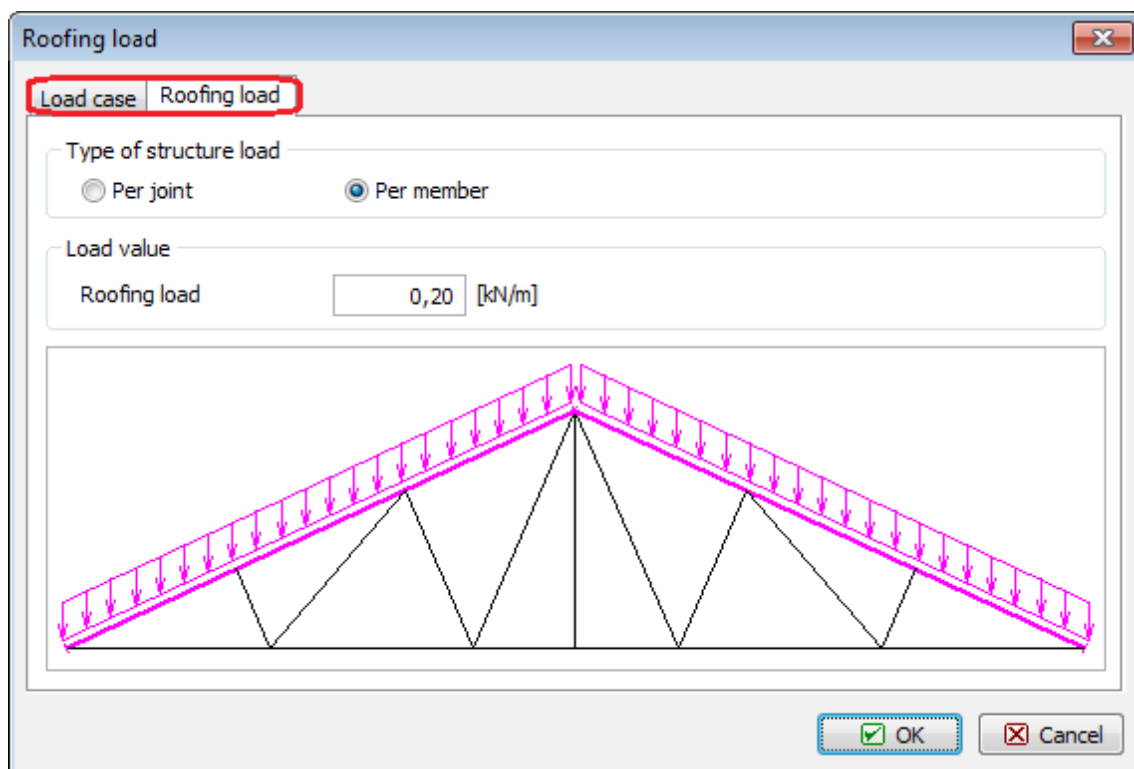 Roofing load
Load case Roofing load
Type of structure load
Per joint Per member
Load value
Roofing load 0,20 [kN/m]
OK Cancel